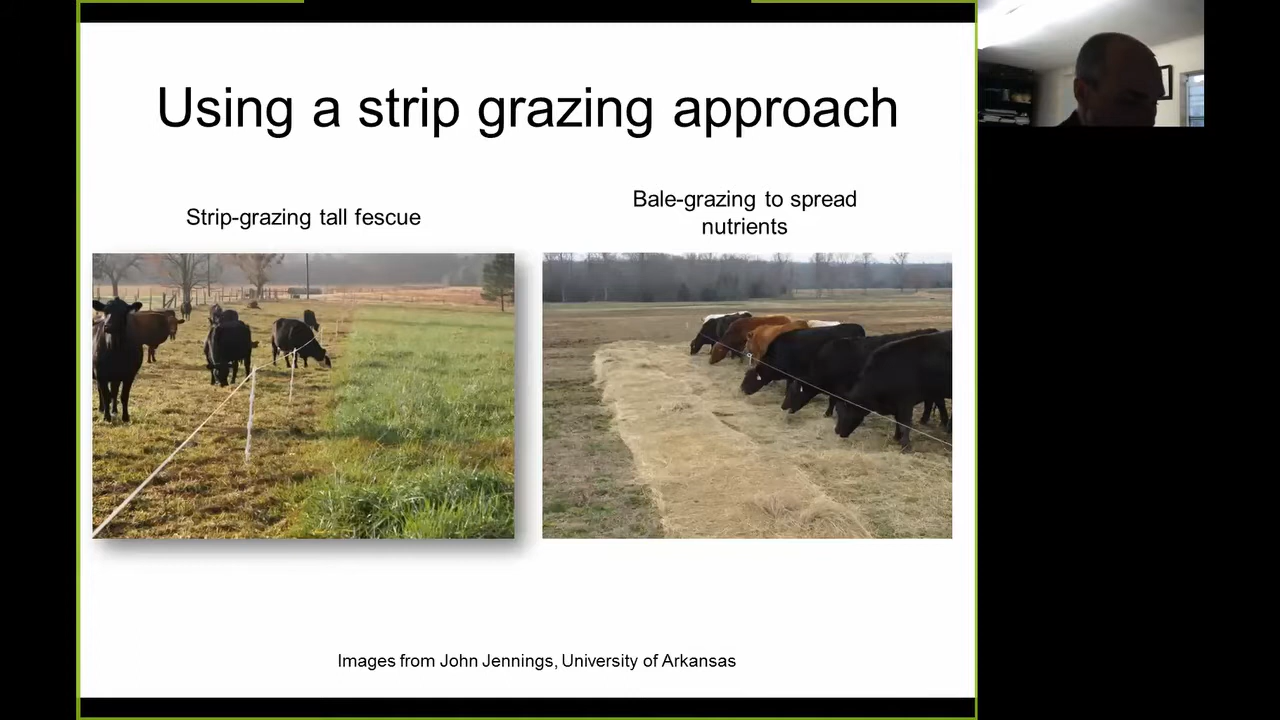 Using a strip grazing approach
Strip-grazing tall fescue
Bale-grazing to spread
nutrients
Images from John Jennings, University of Arkansas